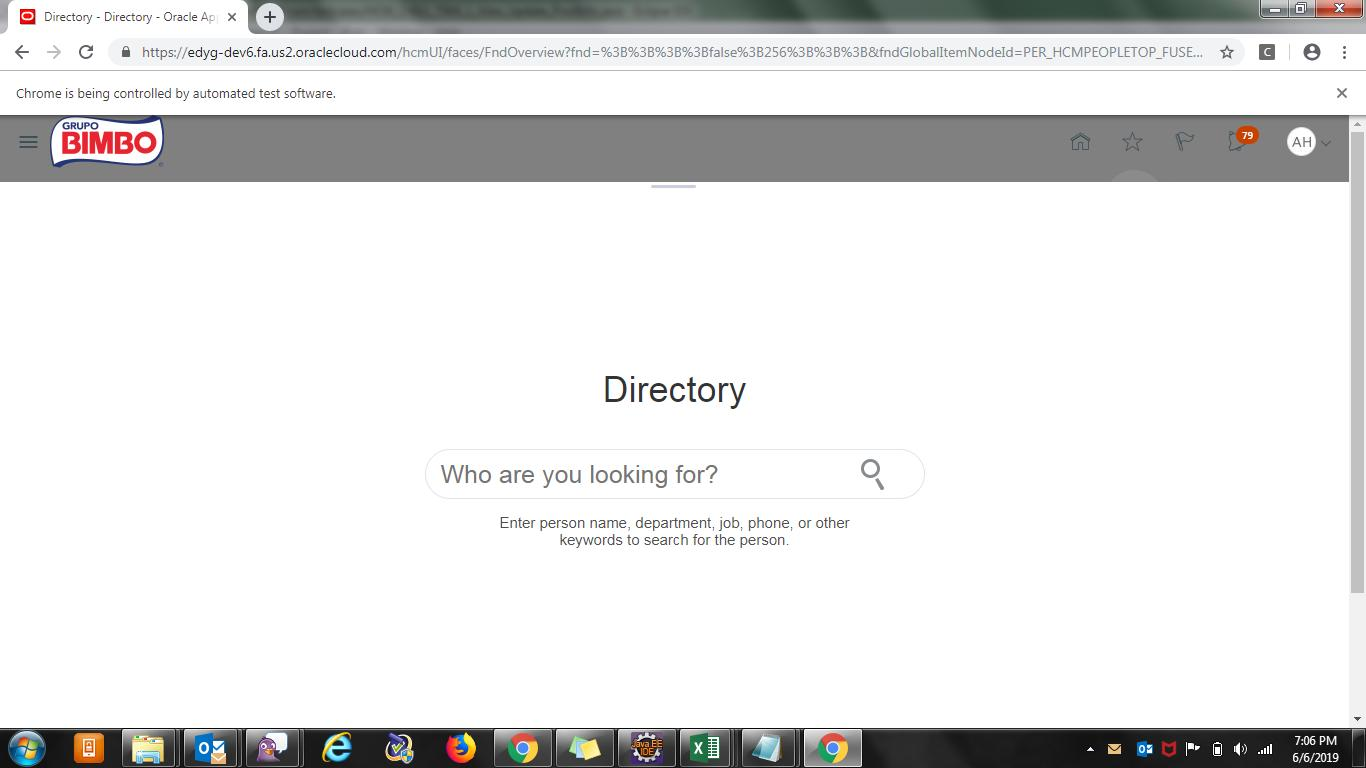 Directory - Directory - Oracle Ap
https://edyg-dev6.fa.us2.oraclecloud.com/hcmUI/faces/FndOverview?fnd=%3B%3B%3B%3Bfalse%3B256%3B%3B%3B&fndGlobalItemNodeId=PER_HCMPEOPLETOP_FUSE...
C
Chrome is being controlled by automated test software.
GRUPO
BIMBO
79
AH
Directory
Who are you looking for?
Enter person name, department, job, phone, or other
keywords to search for the person.
Java EE
IDE
7:06 PM
6/6/2019